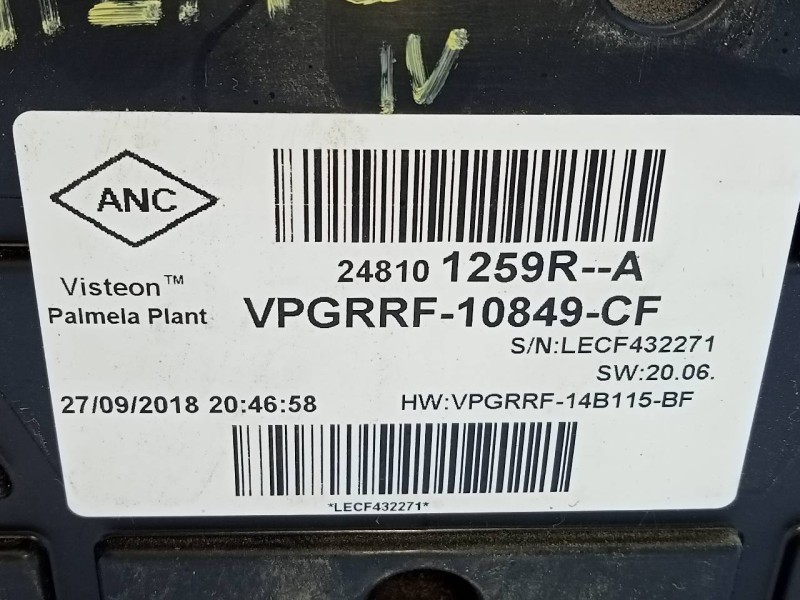 IV
ANC
24810 1259R--A
Visteon™
Palmela Plant
VPGRRF-10849-CF
S/N:LECF432271
SW:20.06.
27/09/2018 20:46:58
HW:VPGRRF-14B115-BF
*LECF432271*